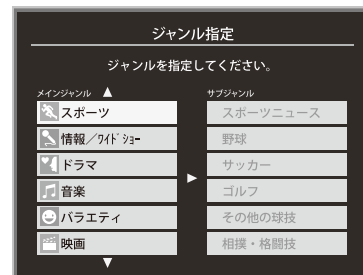 ジャンル指定
ジャンルを指定してください。
メインジャンル
スポーツ
情報／ﾜｲﾄﾞｼｮｰ
ドラマ
音楽
バラエティ
映画
サブジャンル
スポーツニュース
野球
サッカー
ゴルフ
その他の球技
相撲・格闘技